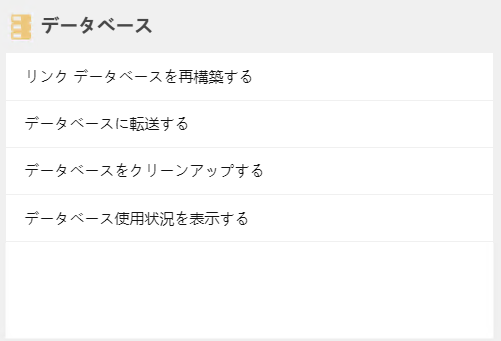 データベース
リンク データベースを再構築する
データベースに転送する
データベースをクリーンアップする
データベース使用状況を表示する